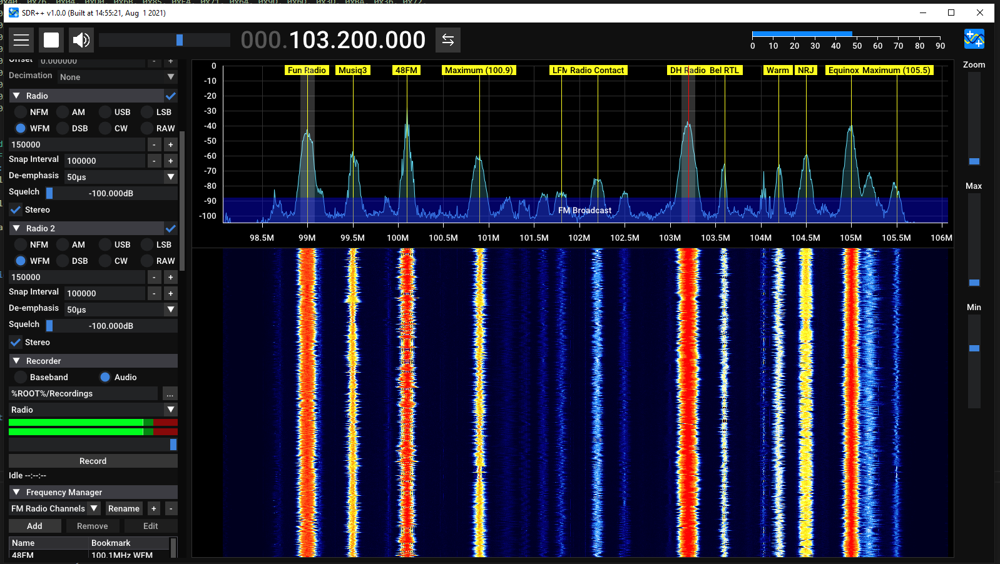 SDR++ v1.0.0 (Built at 14:55:21, Aug 1 2021)
000.103.200.000
0 10 20 30 40 50 60 70 80 90
Offset 0.000000 - +
Decimation None
Radio
NFM AM USB LSB
WFM DSB CW RAW
150000 - +
Snap Interval 100000 - +
De-emphasis 50µs
Squelch -100.000dB
Stereo
Radio 2
NFM AM USB LSB
WFM DSB CW RAW
150000 - +
Snap Interval 100000 - +
De-emphasis 50µs
Squelch -100.000dB
Stereo
Recorder
Baseband Audio
%ROOT%/Recordings ...
Radio
Record
Idle --:--:--
Frequency Manager
FM Radio Channels Rename + -
Add Remove Edit
Name Bookmark
48FM 100.1MHz WFM
Fun Radio Musiq3 48FM Maximum (100.9) LFM Radio Contact DH Radio Bel RTL Warm NRJ Equinox Maximum (105.5)
0
-10
-20
-30
-40
-50
-60
-70
-80
-90
-100
FM Broadcast
98.5M 99M 99.5M 100M 100.5M 101M 101.5M 102M 102.5M 103M 103.5M 104M 104.5M 105M 105.5M 106M
Zoom
Max
Min